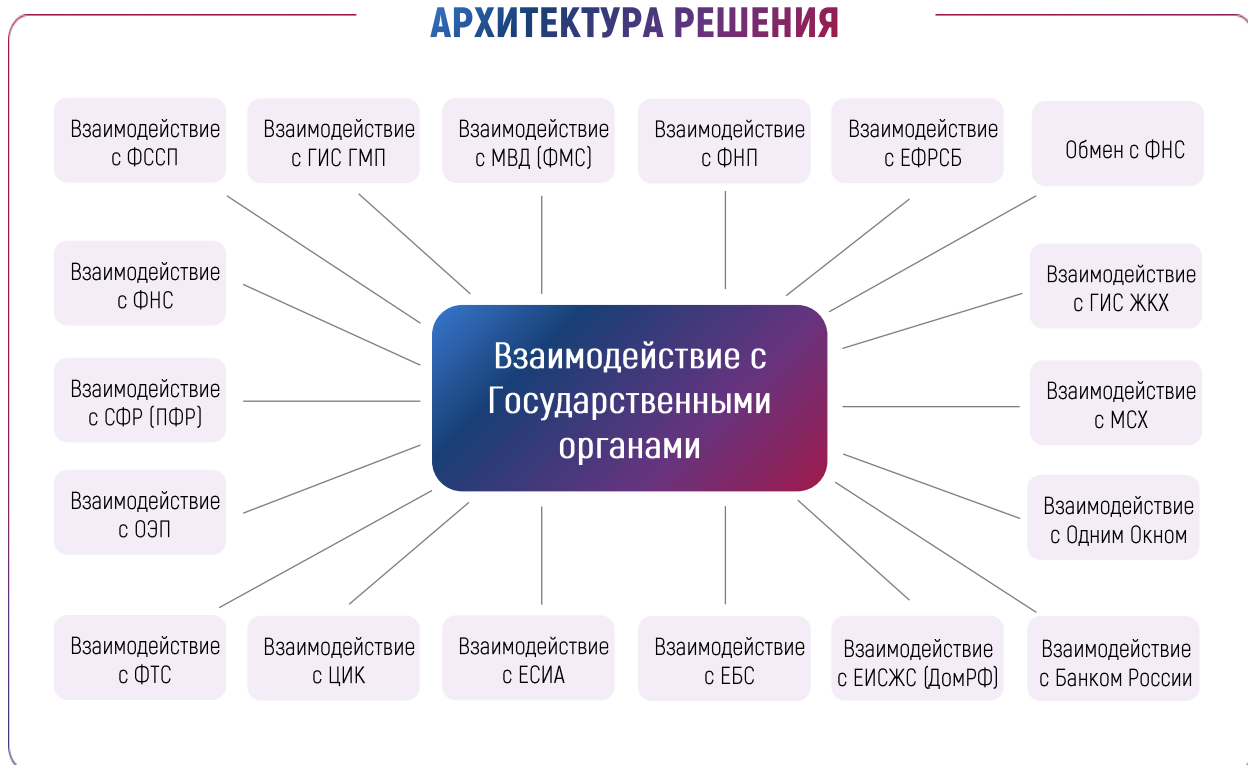 АРХИТЕКТУРА РЕШЕНИЯ
Взаимодействие
с ФССП
Взаимодействие
с ГИС ГМП
Взаимодействие
с МВД (ФМС)
Взаимодействие
с ФНП
Взаимодействие
с ЕФРСБ
Обмен с ФНС
Взаимодействие
с ФНС
Взаимодействие
с ГИС ЖКХ
Взаимодействие с
Государственными
органами
Взаимодействие
с СФР (ПФР)
Взаимодействие
с МСХ
Взаимодействие
с ОЭП
Взаимодействие
с Одним Окном
Взаимодействие
с ФТС
Взаимодействие
с ЦИК
Взаимодействие
с ЕСИА
Взаимодействие
с ЕБС
Взаимодействие
с ЕИСЖС (ДомРФ)
Взаимодействие
с Банком России